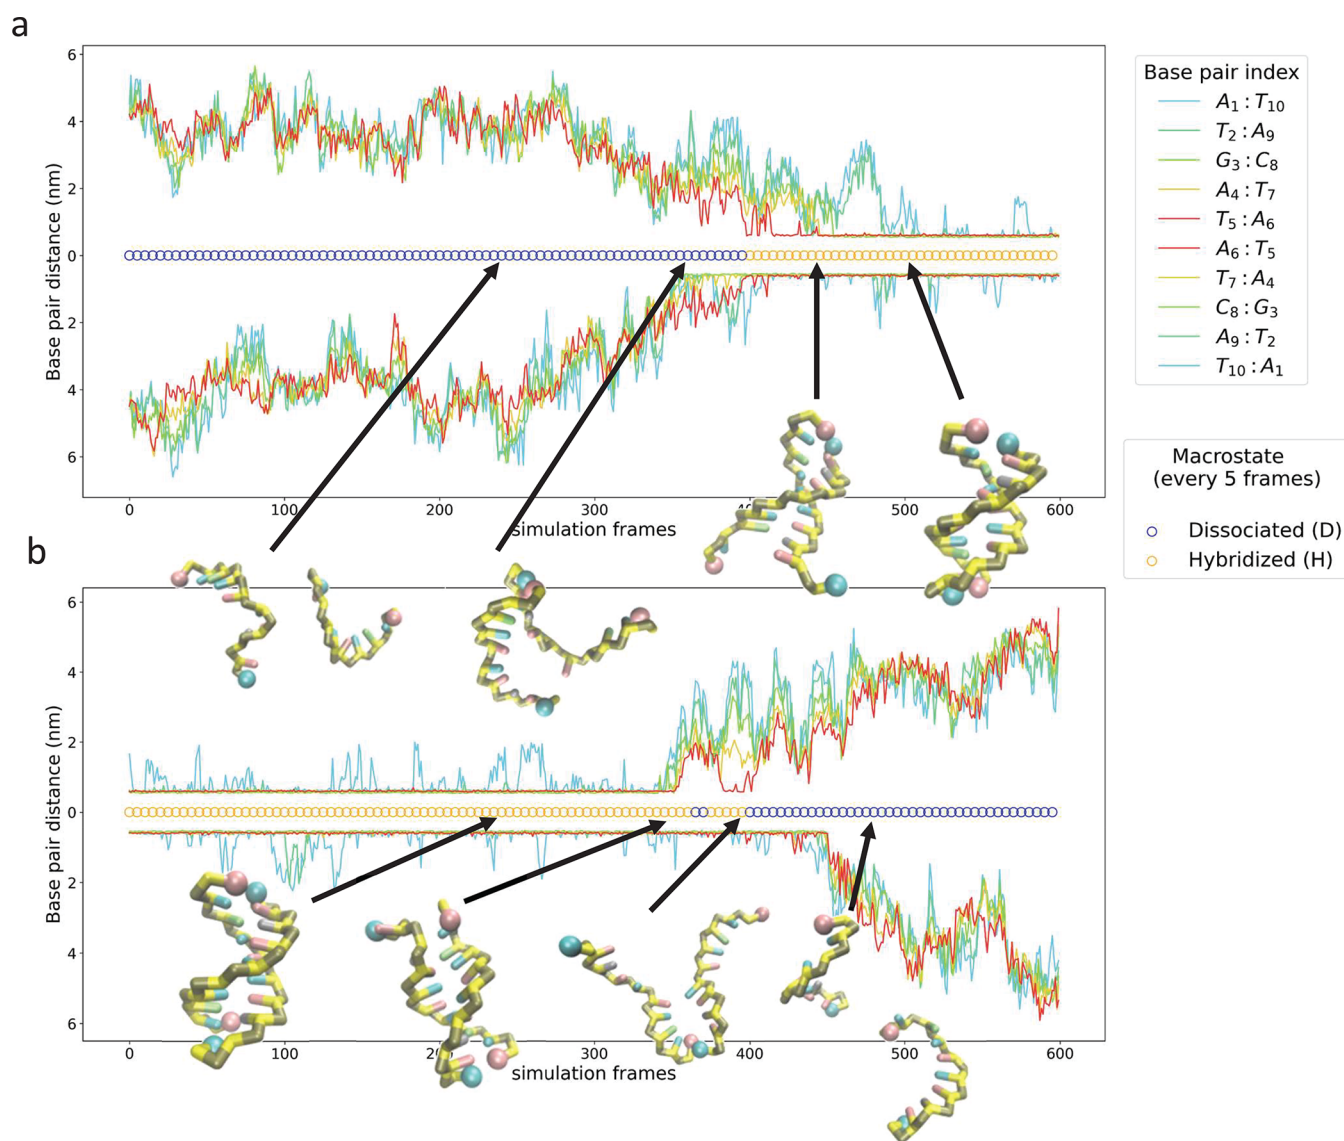 a
6
4
2
0
2
4
6
Base pair distance (nm)
0
100
200
300
40
500
600
simulation frames
Base pair index
A₁ : T₁₀
T₂ : A₉
G₃ : C₈
A₄ : T₇
T₅ : A₆
A₆ : T₅
T₇ : A₄
C₈ : G₃
A₉ : T₂
T₁₀ : A₁
Macrostate
(every 5 frames)
Dissociated (D)
Hybridized (H)
b
6
4
2
0
2
4
6
Base pair distance (nm)
0
100
20
300
400
500
600
simulation frames